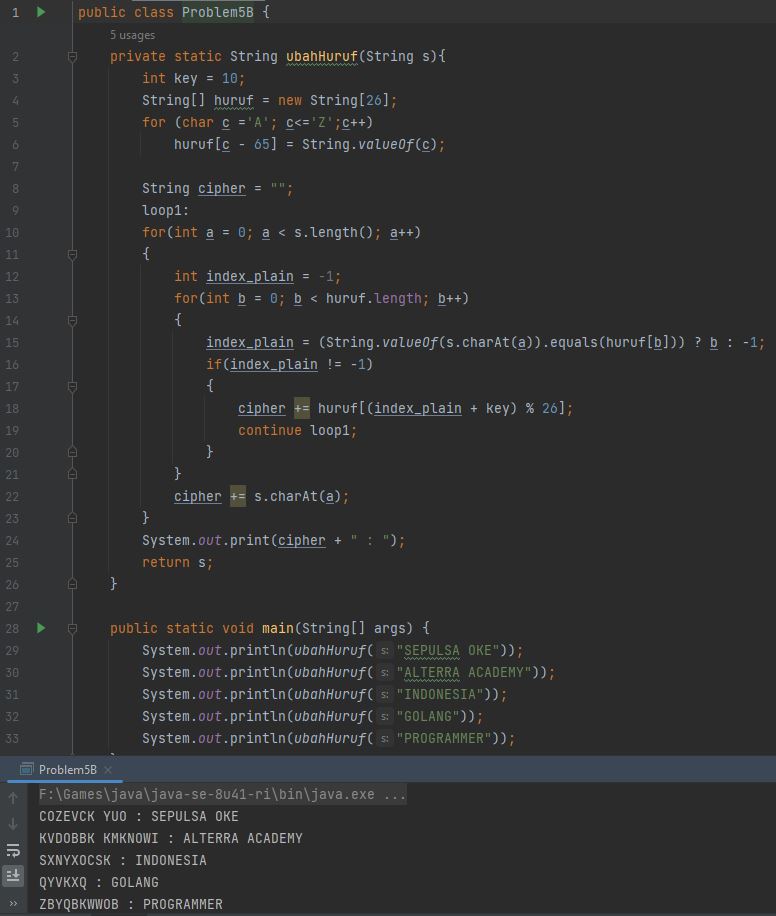 1 public class Problem5B {
5 usages
2 private static String ubahHuruf(String s){
3 int key = 10;
4 String[] huruf = new String[26];
5 for (char c ='A'; c<='Z';c++)
6 huruf[c - 65] = String.valueOf(c);
7
8 String cipher = "";
9 loop1:
10 for(int a = 0; a < s.length(); a++)
11 {
12 int index_plain = -1;
13 for(int b = 0; b < huruf.length; b++)
14 {
15 index_plain = (String.valueOf(s.charAt(a)).equals(huruf[b])) ? b : -1;
16 if(index_plain != -1)
17 {
18 cipher += huruf[(index_plain + key) % 26];
19 continue loop1;
20 }
21 }
22 cipher += s.charAt(a);
23 }
24 System.out.print(cipher + " : ");
25 return s;
26 }
27
28 public static void main(String[] args) {
29 System.out.println(ubahHuruf( s: "SEPULSA OKE"));
30 System.out.println(ubahHuruf( s: "ALTERRA ACADEMY"));
31 System.out.println(ubahHuruf( s: "INDONESIA"));
32 System.out.println(ubahHuruf( s: "GOLANG"));
33 System.out.println(ubahHuruf( s: "PROGRAMMER"));
Problem5B ×
F:\Games\java\java-se-8u41-ri\bin\java.exe ...
COZEVCK YUO : SEPULSA OKE
KVDOBBK KMKNOWI : ALTERRA ACADEMY
SXNYXOCSK : INDONESIA
QYVKXQ : GOLANG
ZBYQBKWWOB : PROGRAMMER